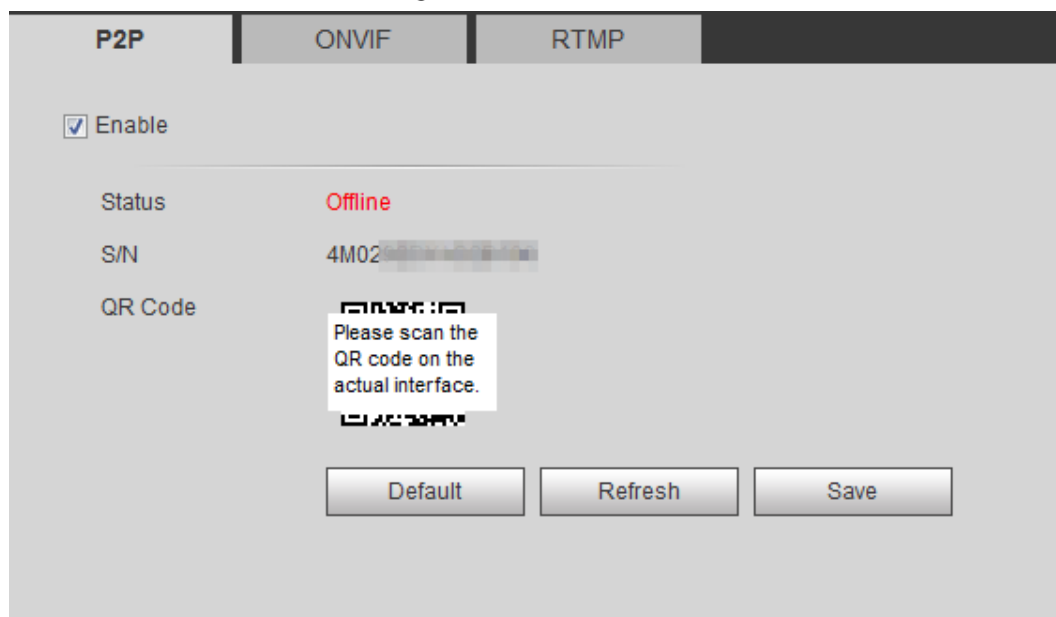 P2P ONVIF RTMP
Enable
Status Offline
S/N 4M02
QR Code
Please scan the
QR code on the
actual interface.
Default Refresh Save